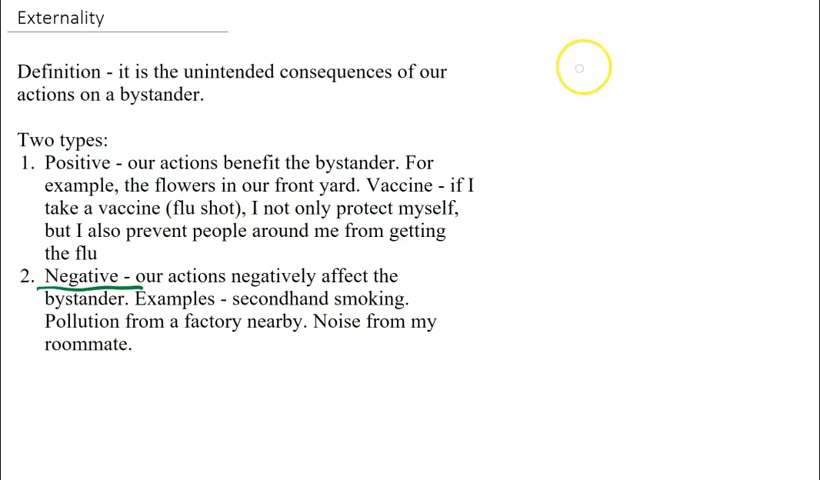 Externality
Definition - it is the unintended consequences of our
actions on a bystander.
Two types:
1. Positive - our actions benefit the bystander. For
example, the flowers in our front yard. Vaccine - if I
take a vaccine (flu shot), I not only protect myself,
but I also prevent people around me from getting
the flu
2. Negative - our actions negatively affect the
bystander. Examples - secondhand smoking.
Pollution from a factory nearby. Noise from my
roommate.